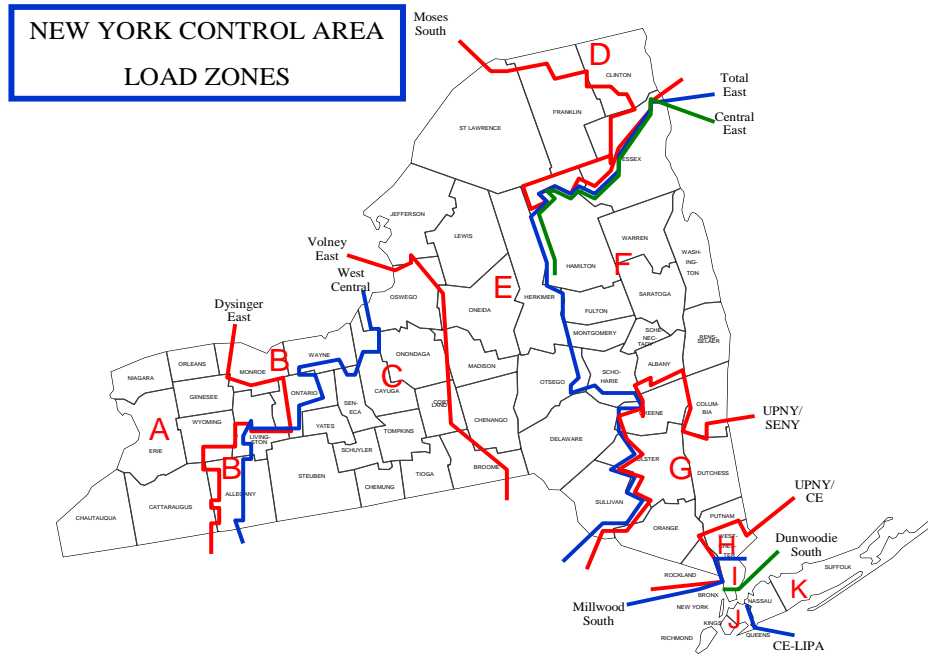 NEW YORK CONTROL AREA
LOAD ZONES
Moses
South
D
CLINTON
Total
East
FRANKLIN
Central
East
ST LAWRENCE
ESSEX
JEFFERSON
LEWIS
WARREN
WASH-
ING-
TON
Volney
East
West
Central
HAMILTON
F
E
OSWEGO
HERKIMER
SARATOGA
ONEIDA
FULTON
Dysinger
East
MONTGOMERY
SCHE
NEC-
TADY
RENS-
SELAER
WAYNE
ORLEANS
B
MONROE
ONONDAGA
MADISON
SCHO-
HARIE
ALBANY
NIAGARA
C
OTSEGO
GENESEE
ONTARIO
CAYUGA
SEN-
ECA
CORT
LAND
COLUM-
BIA
GREENE
UPNY/
SENY
WYOMING
YATES
TOMPKINS
CHENANGO
A
LIVING-
STON
DELAWARE
ERIE
SCHUYLER
STEUBEN
B
BROOME
TIOGA
ULSTER
G
DUTCHESS
CHEMUNG
ALLEGANY
CATTARAUGUS
SULLIVAN
UPNY/
CE
CHAUTAUQUA
PUTNAM
ORANGE
WEST-
CHES-
TER
H
Dunwoodie
South
SUFFOLK
ROCKLAND
I
K
BRONX
NASSAU
NEW YORK
Millwood
South
KINGS
J
QUEENS
RICHMOND
CE-LIPA